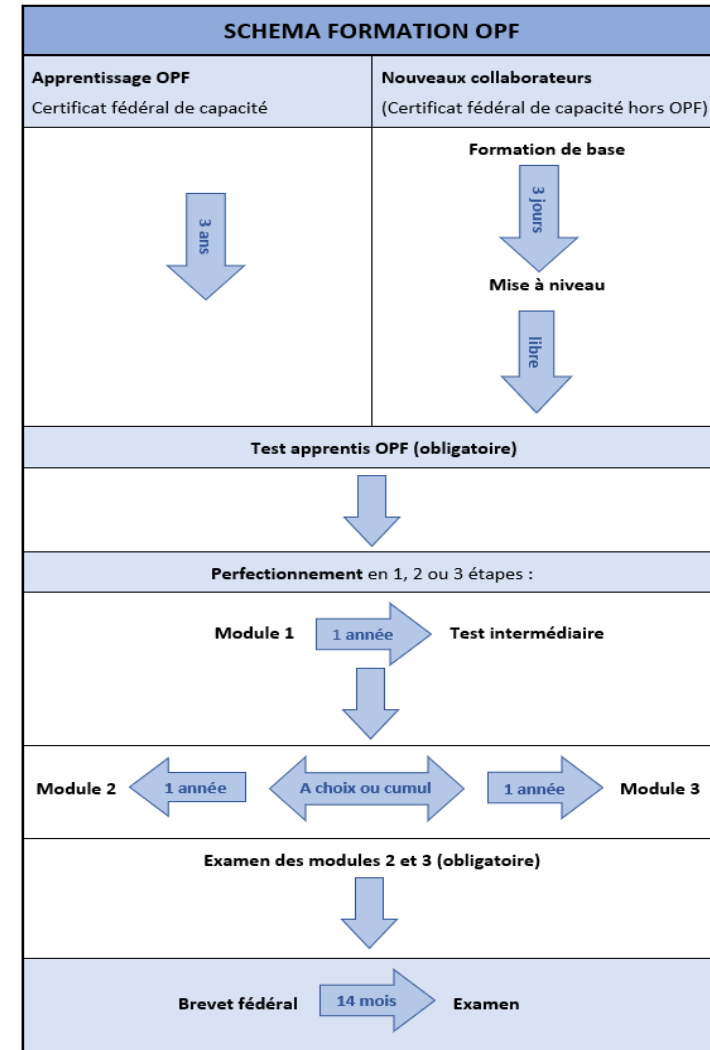 SCHEMA FORMATION OPF
Apprentissage OPF
Certificat fédéral de capacité
Nouveaux collaborateurs
(Certificat fédéral de capacité hors OPF)
3 ans
Formation de base
3 jours
Mise à niveau
libre
Test apprentis OPF (obligatoire)
Perfectionnement en 1, 2 ou 3 étapes :
Module 1 1 année Test intermédiaire
Module 2 1 année A choix ou cumul 1 année Module 3
Examen des modules 2 et 3 (obligatoire)
Brevet fédéral 14 mois Examen